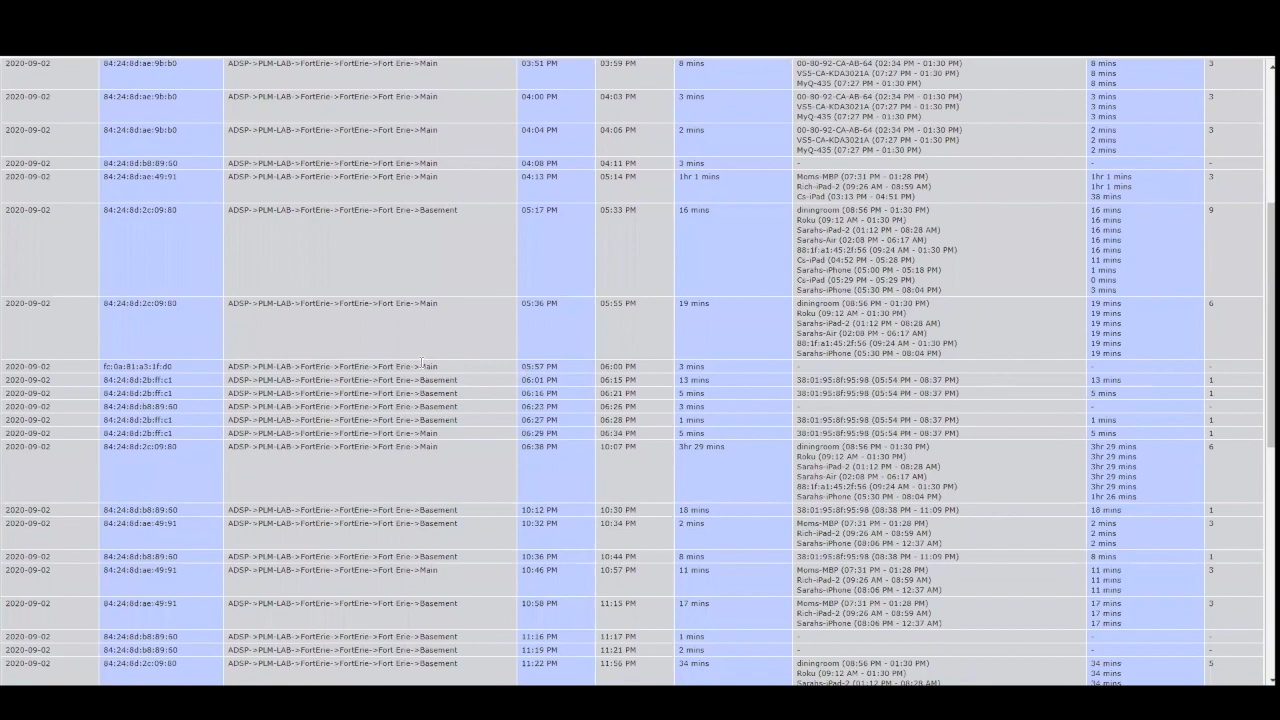 2020-09-02 84:24:8d:ae:9b:b0 ADSP->PLM-LAB->FortErie->FortErie->Fort Erie->Main 03:51 PM 03:59 PM 8 mins 00-80-92-CA-AB-64 (02:34 PM - 01:30 PM) 8 mins 3
VS5-CA-KDA3021A (07:27 PM - 01:30 PM) 8 mins
MyQ-435 (07:27 PM - 01:30 PM) 8 mins
2020-09-02 84:24:8d:ae:9b:b0 ADSP->PLM-LAB->FortErie->FortErie->Fort Erie->Main 04:00 PM 04:03 PM 3 mins 00-80-92-CA-AB-64 (02:34 PM - 01:30 PM) 3 mins 3
VS5-CA-KDA3021A (07:27 PM - 01:30 PM) 3 mins
MyQ-435 (07:27 PM - 01:30 PM) 3 mins
2020-09-02 84:24:8d:ae:9b:b0 ADSP->PLM-LAB->FortErie->FortErie->Fort Erie->Main 04:04 PM 04:06 PM 2 mins 00-80-92-CA-AB-64 (02:34 PM - 01:30 PM) 2 mins 3
VS5-CA-KDA3021A (07:27 PM - 01:30 PM) 2 mins
MyQ-435 (07:27 PM - 01:30 PM) 2 mins
2020-09-02 84:24:8d:b8:89:60 ADSP->PLM-LAB->FortErie->FortErie->Fort Erie->Main 04:08 PM 04:11 PM 3 mins - - -
2020-09-02 84:24:8d:ae:49:91 ADSP->PLM-LAB->FortErie->FortErie->Fort Erie->Main 04:13 PM 05:14 PM 1hr 1 mins Moms-MBP (07:31 PM - 01:28 PM) 1hr 1 mins 3
Rich-iPad-2 (09:26 AM - 08:59 AM) 1hr 1 mins
Cs-iPad (03:13 PM - 04:51 PM) 38 mins
2020-09-02 84:24:8d:2c:09:80 ADSP->PLM-LAB->FortErie->FortErie->Fort Erie->Basement 05:17 PM 05:33 PM 16 mins diningroom (08:56 PM - 01:30 PM) 16 mins 9
Roku (09:12 AM - 01:30 PM) 16 mins
Sarahs-iPad-2 (01:12 PM - 08:28 AM) 16 mins
Sarahs-Air (02:08 PM - 06:17 AM) 16 mins
88:1f:a1:45:2f:56 (09:24 AM - 01:30 PM) 16 mins
Cs-iPad (04:52 PM - 05:28 PM) 11 mins
Sarahs-iPhone (05:00 PM - 05:18 PM) 1 mins
Cs-iPad (05:29 PM - 05:29 PM) 0 mins
Sarahs-iPhone (05:30 PM - 08:04 PM) 3 mins
2020-09-02 84:24:8d:2c:09:80 ADSP->PLM-LAB->FortErie->FortErie->Fort Erie->Main 05:36 PM 05:55 PM 19 mins diningroom (08:56 PM - 01:30 PM) 19 mins 6
Roku (09:12 AM - 01:30 PM) 19 mins
Sarahs-iPad-2 (01:12 PM - 08:28 AM) 19 mins
Sarahs-Air (02:08 PM - 06:17 AM) 19 mins
88:1f:a1:45:2f:56 (09:24 AM - 01:30 PM) 19 mins
Sarahs-iPhone (05:30 PM - 08:04 PM) 19 mins
2020-09-02 fc:0a:81:a3:1f:d0 ADSP->PLM-LAB->FortErie->FortErie->Fort Erie->Main 05:57 PM 06:00 PM 3 mins - - -
2020-09-02 84:24:8d:2b:ff:c1 ADSP->PLM-LAB->FortErie->FortErie->Fort Erie->Basement 06:01 PM 06:15 PM 13 mins 38:01:95:8f:95:98 (05:54 PM - 08:37 PM) 13 mins 1
2020-09-02 84:24:8d:2b:ff:c1 ADSP->PLM-LAB->FortErie->FortErie->Fort Erie->Basement 06:16 PM 06:21 PM 5 mins 38:01:95:8f:95:98 (05:54 PM - 08:37 PM) 5 mins 1
2020-09-02 84:24:8d:b8:89:60 ADSP->PLM-LAB->FortErie->FortErie->Fort Erie->Basement 06:23 PM 06:26 PM 3 mins - - -
2020-09-02 84:24:8d:2b:ff:c1 ADSP->PLM-LAB->FortErie->FortErie->Fort Erie->Basement 06:27 PM 06:28 PM 1 mins 38:01:95:8f:95:98 (05:54 PM - 08:37 PM) 1 mins 1
2020-09-02 84:24:8d:2b:ff:c1 ADSP->PLM-LAB->FortErie->FortErie->Fort Erie->Main 06:29 PM 06:34 PM 5 mins 38:01:95:8f:95:98 (05:54 PM - 08:37 PM) 5 mins 1
2020-09-02 84:24:8d:2c:09:80 ADSP->PLM-LAB->FortErie->FortErie->Fort Erie->Main 06:38 PM 10:07 PM 3hr 29 mins diningroom (08:56 PM - 01:30 PM) 3hr 29 mins 6
Roku (09:12 AM - 01:30 PM) 3hr 29 mins
Sarahs-iPad-2 (01:12 PM - 08:28 AM) 3hr 29 mins
Sarahs-Air (02:08 PM - 06:17 AM) 3hr 29 mins
88:1f:a1:45:2f:56 (09:24 AM - 01:30 PM) 3hr 29 mins
Sarahs-iPhone (05:30 PM - 08:04 PM) 1hr 26 mins
2020-09-02 84:24:8d:b8:89:60 ADSP->PLM-LAB->FortErie->FortErie->Fort Erie->Basement 10:12 PM 10:30 PM 18 mins 38:01:95:8f:95:98 (08:38 PM - 11:09 PM) 18 mins 1
2020-09-02 84:24:8d:ae:49:91 ADSP->PLM-LAB->FortErie->FortErie->Fort Erie->Basement 10:32 PM 10:34 PM 2 mins Moms-MBP (07:31 PM - 01:28 PM) 2 mins 3
Rich-iPad-2 (09:26 AM - 08:59 AM) 2 mins
Sarahs-iPhone (08:06 PM - 12:37 AM) 2 mins
2020-09-02 84:24:8d:b8:89:60 ADSP->PLM-LAB->FortErie->FortErie->Fort Erie->Basement 10:36 PM 10:44 PM 8 mins 38:01:95:8f:95:98 (08:38 PM - 11:09 PM) 8 mins 1
2020-09-02 84:24:8d:ae:49:91 ADSP->PLM-LAB->FortErie->FortErie->Fort Erie->Basement 10:46 PM 10:57 PM 11 mins Moms-MBP (07:31 PM - 01:28 PM) 11 mins 3
Rich-iPad-2 (09:26 AM - 08:59 AM) 11 mins
Sarahs-iPhone (08:06 PM - 12:37 AM) 11 mins
2020-09-02 84:24:8d:ae:49:91 ADSP->PLM-LAB->FortErie->FortErie->Fort Erie->Basement 10:58 PM 11:15 PM 17 mins Moms-MBP (07:31 PM - 01:28 PM) 17 mins 3
Rich-iPad-2 (09:26 AM - 08:59 AM) 17 mins
Sarahs-iPhone (08:06 PM - 12:37 AM) 17 mins
2020-09-02 84:24:8d:b8:89:60 ADSP->PLM-LAB->FortErie->FortErie->Fort Erie->Basement 11:16 PM 11:17 PM 1 mins - - -
2020-09-02 84:24:8d:b8:89:60 ADSP->PLM-LAB->FortErie->FortErie->Fort Erie->Basement 11:19 PM 11:21 PM 2 mins - - -
2020-09-02 84:24:8d:2c:09:80 ADSP->PLM-LAB->FortErie->FortErie->Fort Erie->Basement 11:22 PM 11:56 PM 34 mins diningroom (08:56 PM - 01:30 PM) 34 mins 5
Roku (09:12 AM - 01:30 PM) 34 mins
Sarahs-iPad-2 (01:12 PM - 08:28 AM) 34 mins